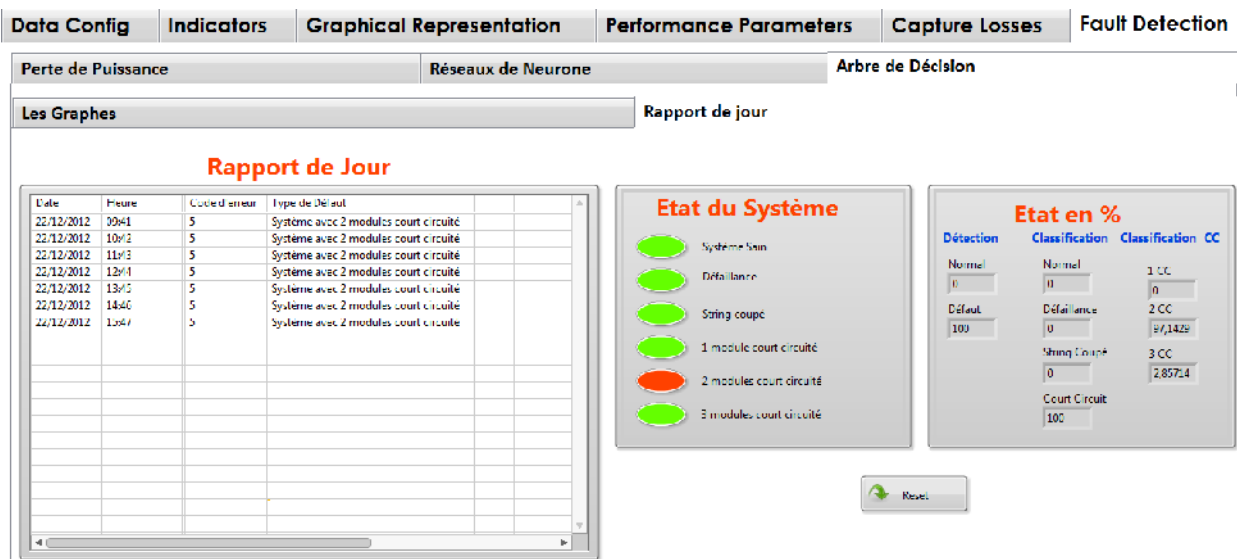 Data Config Indicators Graphical Representation Performance Parameters Capture Losses Fault Detection
Perte de Puissance Réseaux de Neurone Arbre de Décision
Les Graphes Rapport de jour
Rapport de Jour
Date Heure Code d erreur Type de Défaut
22/12/2012 09:41 5 Système avec 2 modules court circuité
22/12/2012 10:42 5 Système avec 2 modules court circuité
22/12/2012 11:43 5 Système avec 2 modules court circuité
22/12/2012 12:44 5 Système avec 2 modules court circuité
22/12/2012 13:45 5 Système avec 2 modules court circuité
22/12/2012 14:46 5 Système avec 2 modules court circuité
22/12/2012 15:47 5 Système avec 2 modules court circuité
Etat du Système
Système Sain
Défaillance
String coupé
1 module court circuité
2 modules court circuité
3 modules court circuité
Etat en %
Détection Classification Classification CC
Normal Normal 1 CC
0 0 0
Défaut Défaillance 2 CC
100 0 97,1429
String Coupé 3 CC
0 2,85714
Court Circuit
100
Reset